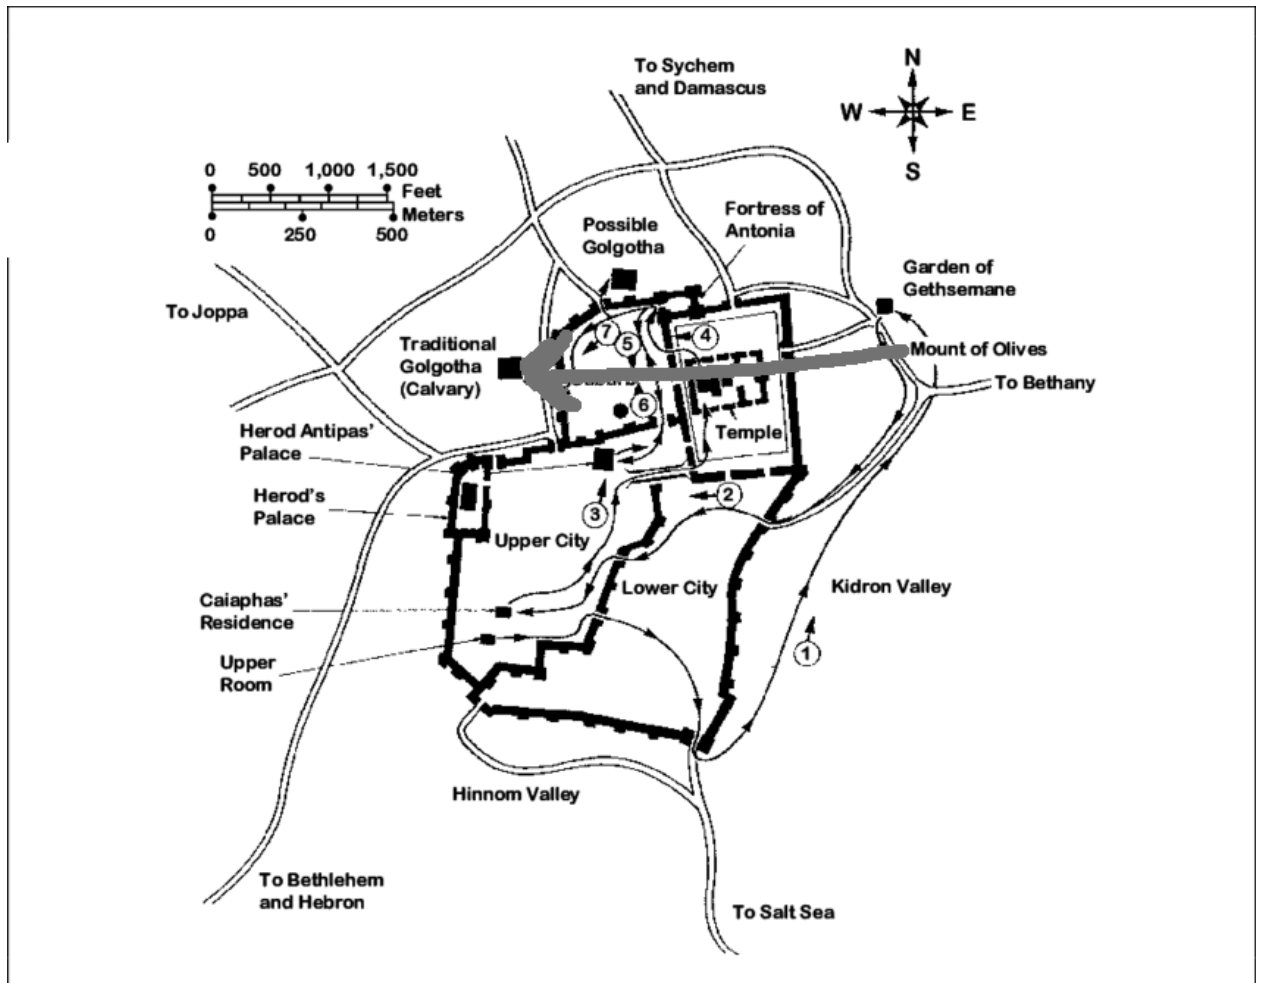 To Sychem
and Damascus
N
W
E
S
0 500 1,000 1,500
Feet
Meters
0 250 500
Possible
Golgotha
Fortress of
Antonia
Garden of
Gethsemane
To Joppa
Traditional
Golgotha
(Calvary)
7
5
4
Mount of Olives
To Bethany
6
Temple
Herod Antipas'
Palace
Herod's
Palace
3
2
Upper City
Lower City
Kidron Valley
Caiaphas'
Residence
1
Upper
Room
Hinnom Valley
To Bethlehem
and Hebron
To Salt Sea